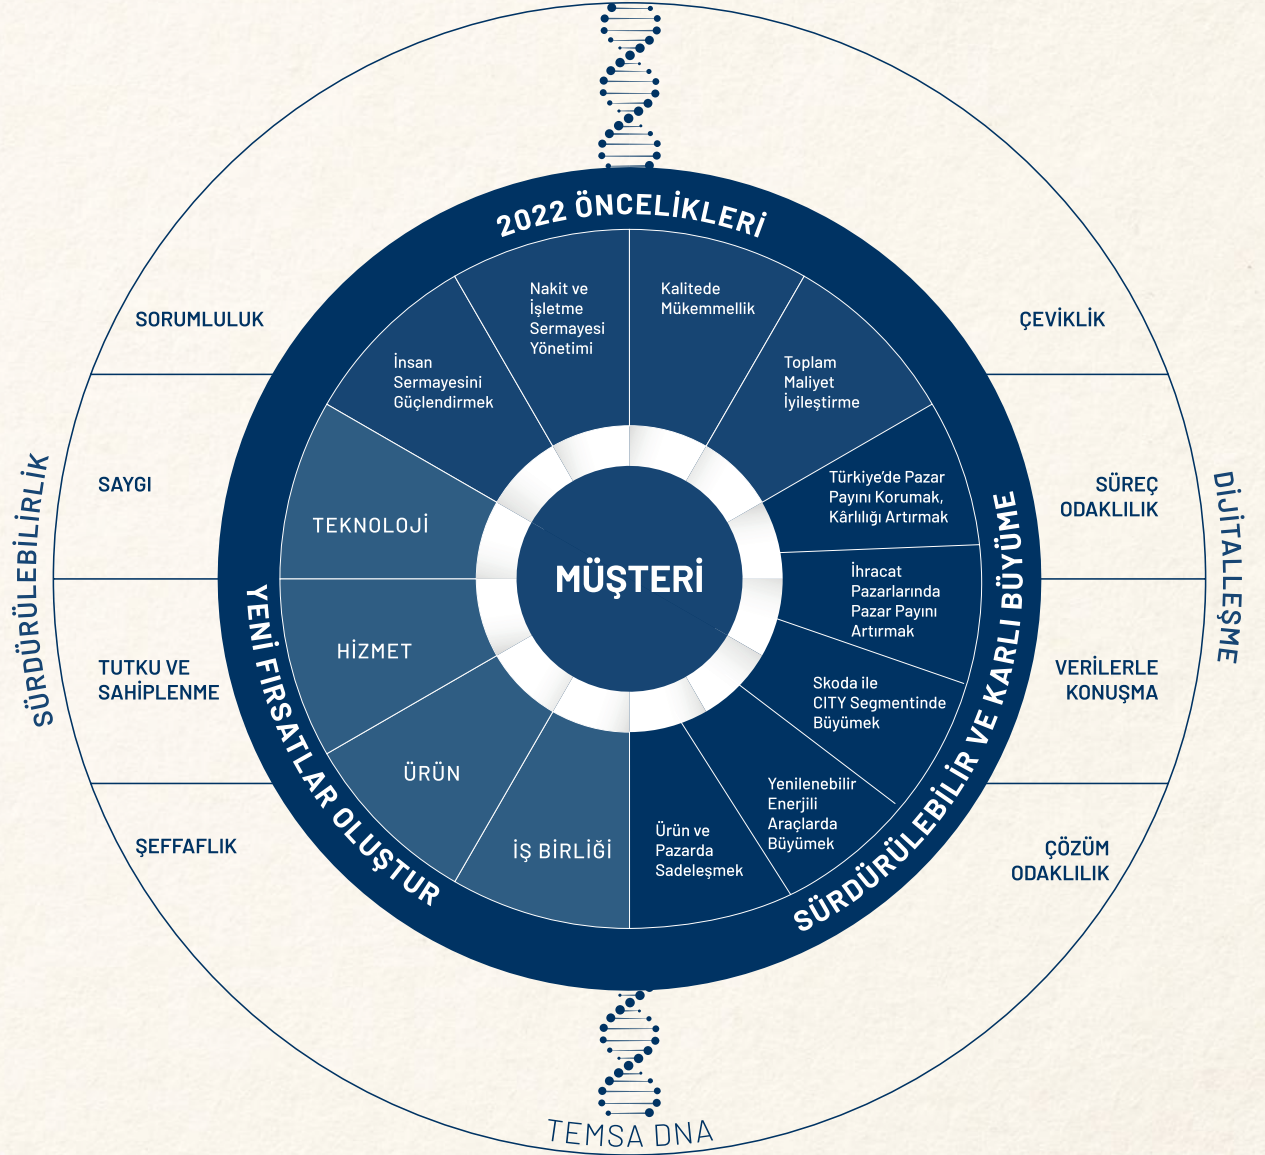 2022 ÖNCELİKLERİ
Nakit ve
İşletme
Sermayesi
Yönetimi
Kalitede
Mükemmellik
İnsan
Sermayesini
Güçlendirmek
Toplam
Maliyet
İyileştirme
SORUMLULUK
SAYGI
TUTKU VE
SAHİPLENME
ŞEFFAFLIK
SÜRDÜRÜLEBİLİRLİK
TEKNOLOJİ
HİZMET
ÜRÜN
İŞ BİRLİĞİ
YENİ FIRSATLAR OLUŞTUR
MÜŞTERİ
Türkiye’de Pazar
Payını Korumak,
Kârlılığı Artırmak
İhracat
Pazarlarında
Pazar Payını
Artırmak
Skoda ile
CITY Segmentinde
Büyümek
Yenilenebilir
Enerjili
Araçlarda
Büyümek
Ürün ve
Pazarda
Sadeleşmek
SÜRDÜRÜLEBİLİR VE KARLI BÜYÜME
ÇEVİKLİK
SÜREÇ
ODAKLILIK
VERİLERLE
KONUŞMA
ÇÖZÜM
ODAKLILIK
DİJİTALLEŞME
TEMSA DNA